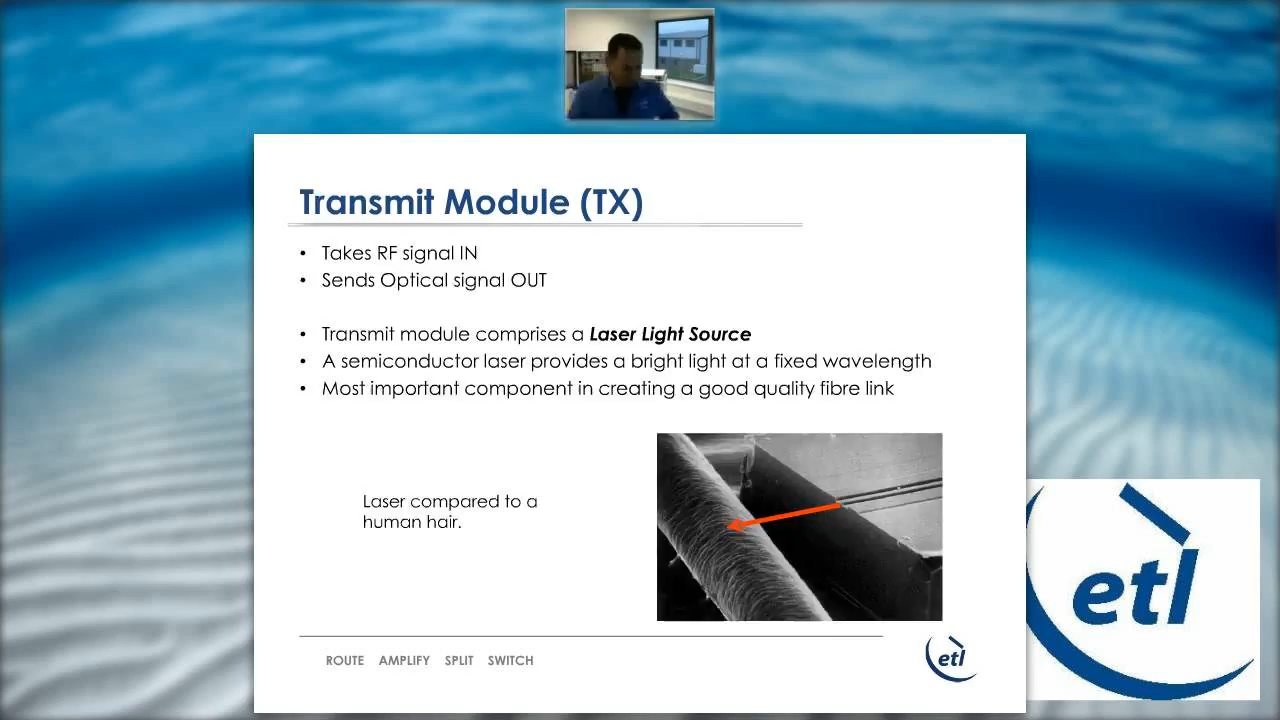 Transmit Module (TX)
• Takes RF signal IN
• Sends Optical signal OUT
• Transmit module comprises a Laser Light Source
• A semiconductor laser provides a bright light at a fixed wavelength
• Most important component in creating a good quality fibre link
Laser compared to a
human hair.
ROUTE AMPLIFY SPLIT SWITCH
etl
etl